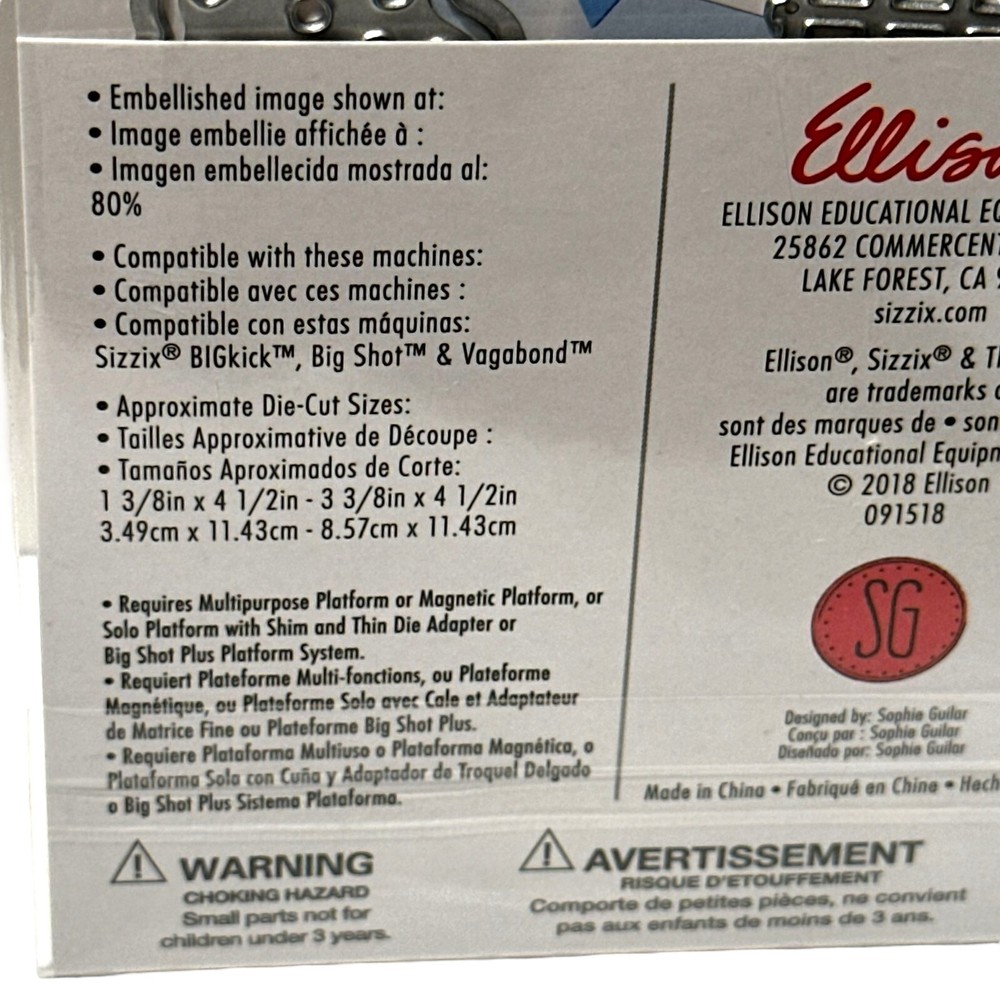 • Embellished image shown at:
• Image embellie affichée à :
• Imagen embellecida mostrada al:
80%
• Compatible with these machines:
• Compatible avec ces machines :
• Compatible con estas máquinas:
Sizzix® BIGkick™, Big Shot™ & Vagabond™
• Approximate Die-Cut Sizes:
• Tailles Approximative de Découpe :
• Tamaños Aproximados de Corte:
1 3/8in x 4 1/2in - 3 3/8in x 4 1/2in
3.49cm x 11.43cm - 8.57cm x 11.43cm
• Requires Multipurpose Platform or Magnetic Platform, or
Solo Platform with Shim and Thin Die Adapter or
Big Shot Plus Platform System.
• Requiert Plateforme Multi-fonctions, ou Plateforme
Magnétique, ou Plateforme Solo avec Cale et Adaptateur
de Matrice Fine ou Plateforme Big Shot Plus.
• Requiere Plataforma Multiuso o Plataforma Magnética, o
Plataforma Sola con Cuña y Adaptador de Troquel Delgado
o Big Shot Plus Sistema Plataforma.
Ellison
ELLISON EDUCATIONAL
25862
LAKE FOREST, CA
sizzix.com
Ellison®, Sizzix® &
are trademarks
sont des marques de • son
Ellison Educational
© 2018 Ellison
091518
SG
Designed by: Sophie Guilar
Conçu par : Sophie Guilar
Diseñado por: Sophie Guilar
Made in China • Fabriqué en Chine •
WARNING
CHOKING HAZARD
Small parts not for
children under 3 years.
AVERTISSEMENT
RISQUE D'ETOUFFEMENT
Comporte de petites pièces, ne convient
pas aux enfants de moins de 3 ans.